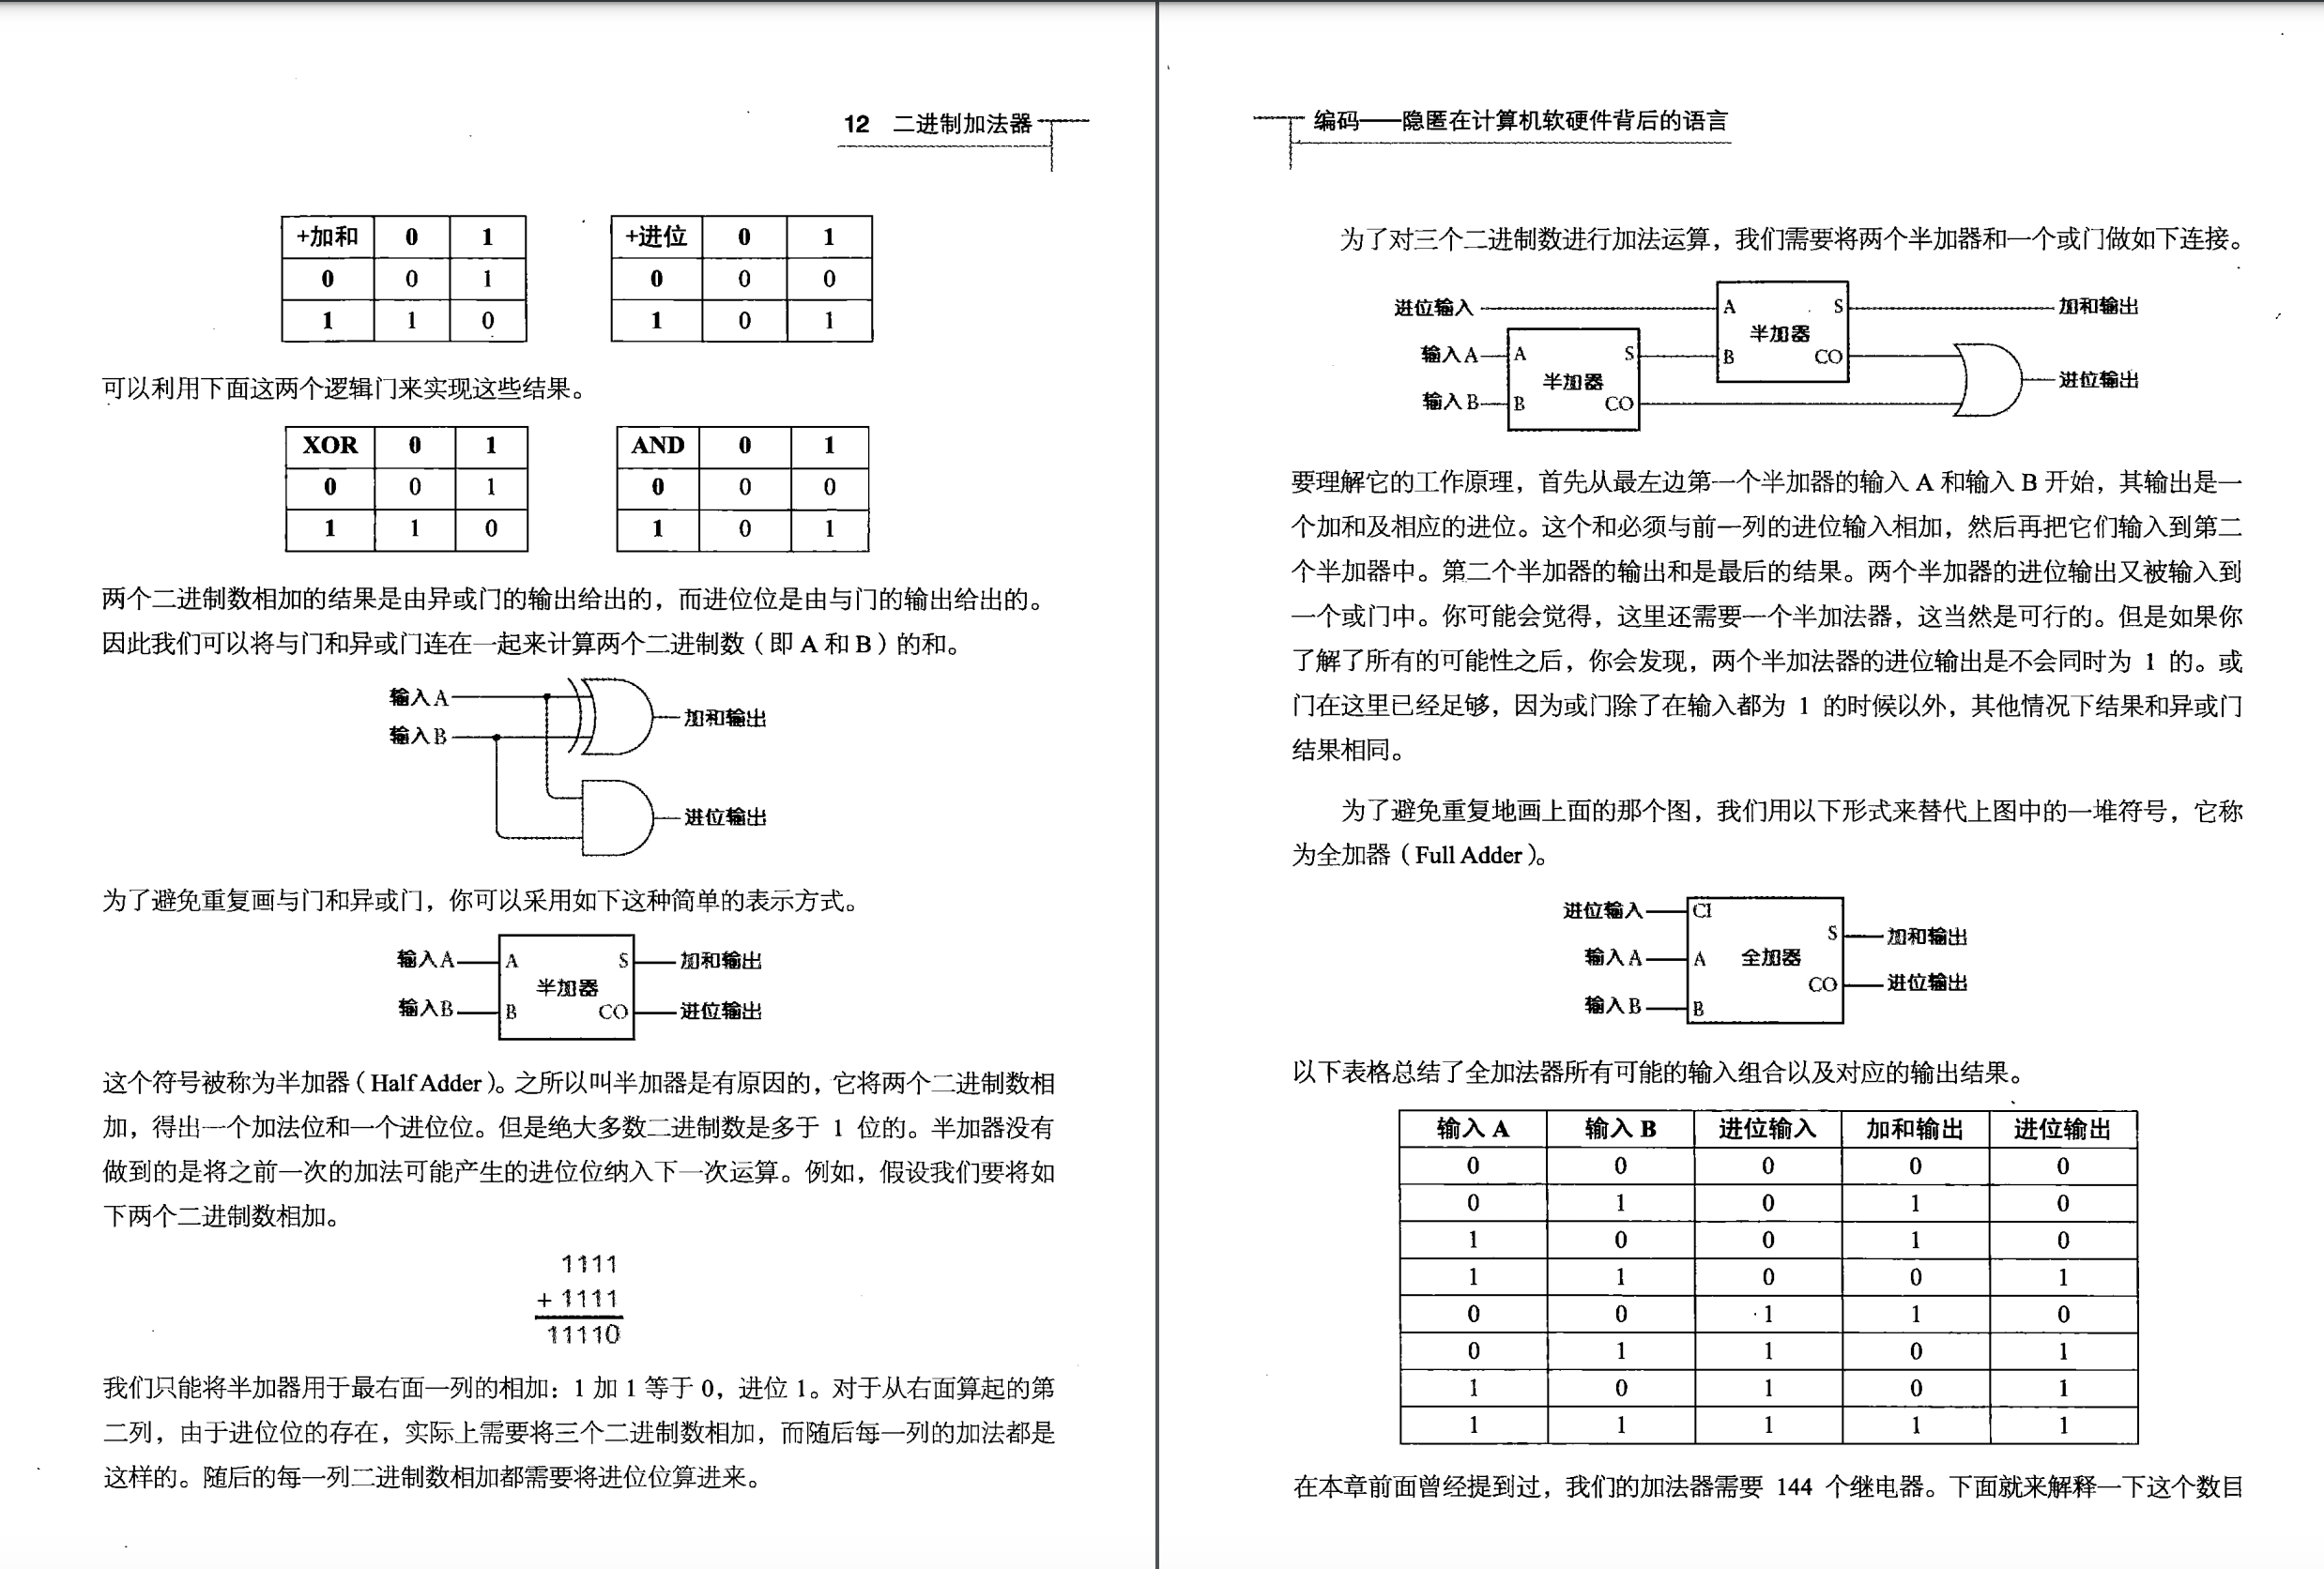 12 二进制加法器
+加和 0 1
0 0 1
1 1 0
+进位 0 1
0 0 0
1 0 1
可以利用下面这两个逻辑门来实现这些结果。
XOR 0 1
0 0 1
1 1 0
AND 0 1
0 0 0
1 0 1
两个二进制数相加的结果是由异或门的输出给出的，而进位位是由与门的输出给出的。
因此我们可以将与门和异或门连在一起来计算两个二进制数（即 A 和 B）的和。
输入A
加和输出
输入B
进位输出
为了避免重复画与门和异或门，你可以采用如下这种简单的表示方式。
输入A A S 加和输出
半加器
输入B B CO 进位输出
这个符号被称为半加器（Half Adder）。之所以叫半加器是有原因的，它将两个二进制数相
加，得出一个加法位和一个进位位。但是绝大多数二进制数是多于 1 位的。半加器没有
做到的是将之前一次的加法可能产生的进位位纳入下一次运算。例如，假设我们要将如
下两个二进制数相加。
1111
+ 1111
11110
我们只能将半加器用于最右面一列的相加：1 加 1 等于 0，进位 1。对于从右面算起的第
二列，由于进位位的存在，实际上需要将三个二进制数相加，而随后每一列的加法都是
这样的。随后的每一列二进制数相加都需要将进位位算进来。
编码——隐匿在计算机软硬件背后的语言
为了对三个二进制数进行加法运算，我们需要将两个半加器和一个或门做如下连接。
进位输入 A S 加和输出
半加器
输入A A S B CO
半加器 进位输出
输入B B CO
要理解它的工作原理，首先从最左边第一个半加器的输入 A 和输入 B 开始，其输出是一
个加和及相应的进位。这个和必须与前一列的进位输入相加，然后再把它们输入到第二
个半加器中。第二个半加器的输出和是最后的结果。两个半加器的进位输出又被输入到
一个或门中。你可能会觉得，这里还需要一个半加法器，这当然是可行的。但是如果你
了解了所有的可能性之后，你会发现，两个半加法器的进位输出是不会同时为 1 的。或
门在这里已经足够，因为或门除了在输入都为 1 的时候以外，其他情况下结果和异或门
结果相同。
为了避免重复地画上面的那个图，我们用以下形式来替代上图中的一堆符号，它称
为全加器（Full Adder）。
进位输入 CI
S 加和输出
输入A A 全加器
CO 进位输出
输入B B
以下表格总结了全加法器所有可能的输入组合以及对应的输出结果。
输入 A 输入 B 进位输入 加和输出 进位输出
0 0 0 0 0
0 1 0 1 0
1 0 0 1 0
1 1 0 0 1
0 0 1 1 0
0 1 1 0 1
1 0 1 0 1
1 1 1 1 1
在本章前面曾经提到过，我们的加法器需要 144 个继电器。下面就来解释一下这个数目